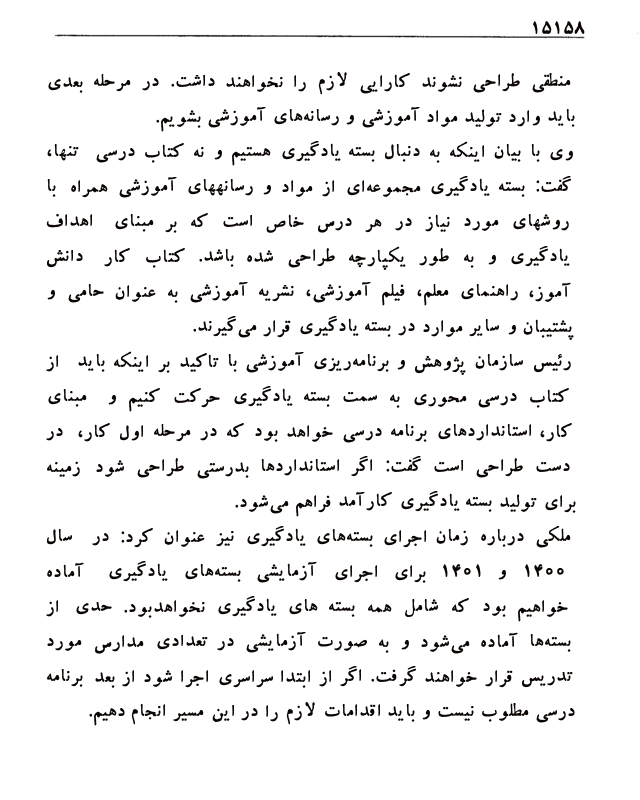 ۱۵۱۵۸
منطقی طراحی نشوند کارایی لازم را نخواهند داشت. در مرحله بعدی
باید وارد تولید مواد آموزشی و رسانه‌های آموزشی بشویم.
وی با بیان اینکه به دنبال بسته یادگیری هستیم و نه کتاب درسی تنها،
گفت: بسته یادگیری مجموعه‌ای از مواد و رسانههای آموزشی همراه با
روشهای مورد نیاز در هر درس خاص است که بر مبنای اهداف
یادگیری و به طور یکپارچه طراحی شده باشد. کتاب کار دانش
آموز، راهنمای معلم، فیلم آموزشی، نشریه آموزشی به عنوان حامی و
پشتیبان و سایر موارد در بسته یادگیری قرار می‌گیرند.
رئیس سازمان پژوهش و برنامه‌ریزی آموزشی با تاکید بر اینکه باید از
کتاب درسی محوری به سمت بسته یادگیری حرکت کنیم و مبنای
کار، استانداردهای برنامه درسی خواهد بود که در مرحله اول کار، در
دست طراحی است گفت: اگر استانداردها بدرستی طراحی شود زمینه
برای تولید بسته یادگیری کارآمد فراهم می‌شود.
ملکی درباره زمان اجرای بسته‌های یادگیری نیز عنوان کرد: در سال
۱۴۰۰ و ۱۴۰۱ برای اجرای آزمایشی بسته‌های یادگیری آماده
خواهیم بود که شامل همه بسته های یادگیری نخواهدبود. حدی از
بسته‌ها آماده می‌شود و به صورت آزمایشی در تعدادی مدارس مورد
تدریس قرار خواهند گرفت. اگر از ابتدا سراسری اجرا شود از بعد برنامه
درسی مطلوب نیست و باید اقدامات لازم را در این مسیر انجام دهیم.